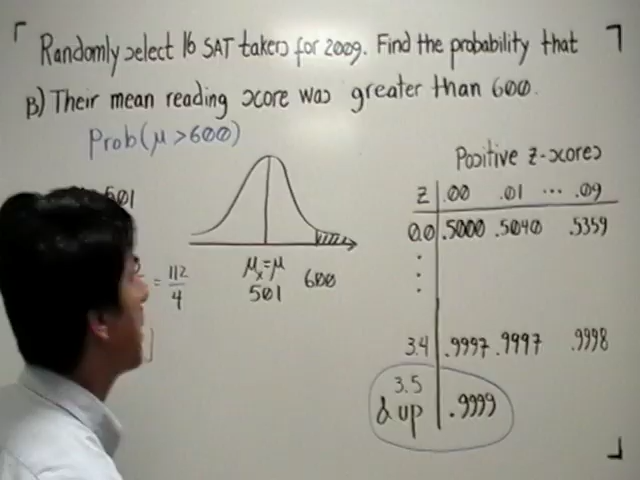 Randomly select 16 SAT takers for 2009. Find the probability that
B) Their mean reading score was greater than 600.
Prob(μ > 600)
501
= 112/4
μx̄ = μ
501
600
Positive z-scores
Z .00 .01 ... .09
0.0 .5000 .5040 .5359
3.4 .9997 .9997 .9998
3.5 & up .9999